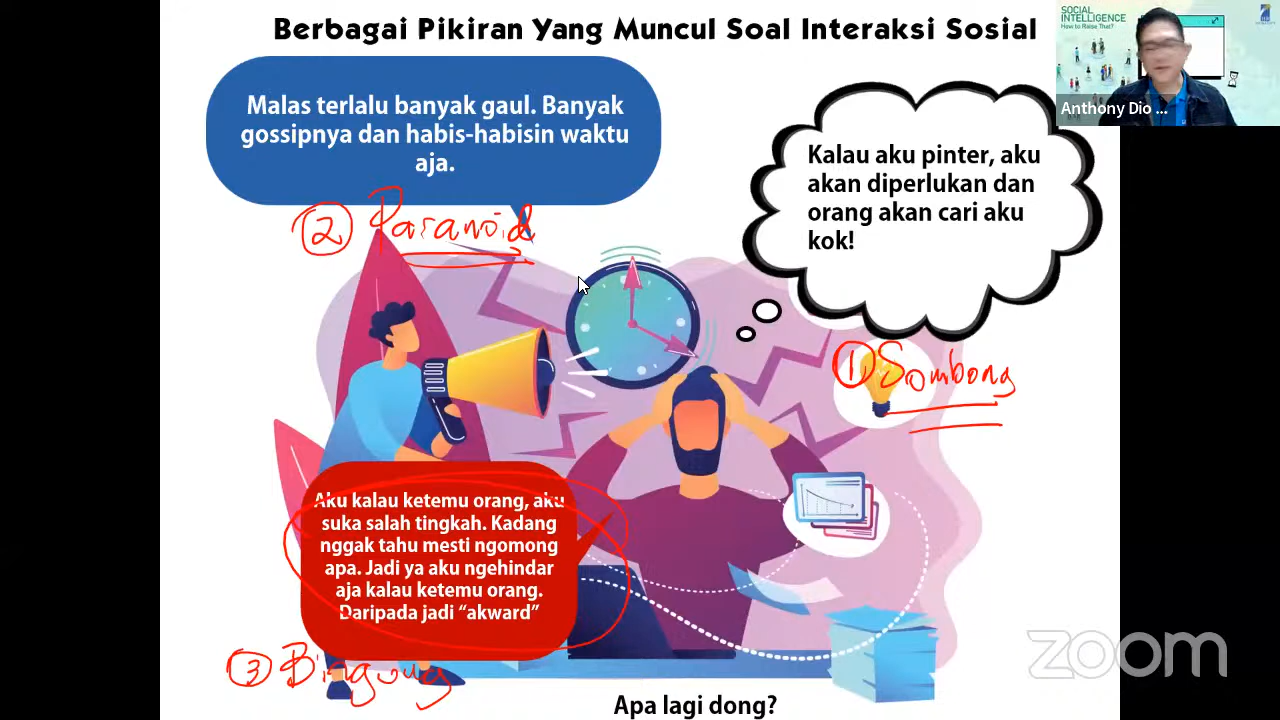 Berbagai Pikiran Yang Muncul Soal Interaksi Sosial
SOCIAL
INTELLIGENCE
How to Raise That?
Anthony Dio ...
Malas terlalu banyak gaul. Banyak
gossipnya dan habis-habisin waktu
aja.
② Paranoid
Kalau aku pinter, aku
akan diperlukan dan
orang akan cari aku
kok!
① Sombong
Aku kalau ketemu orang, aku
suka salah tingkah. Kadang
nggak tahu mesti ngomong
apa. Jadi ya aku ngehindar
aja kalau ketemu orang.
Daripada jadi “akward”
③ Bingung
zoom
Apa lagi dong?